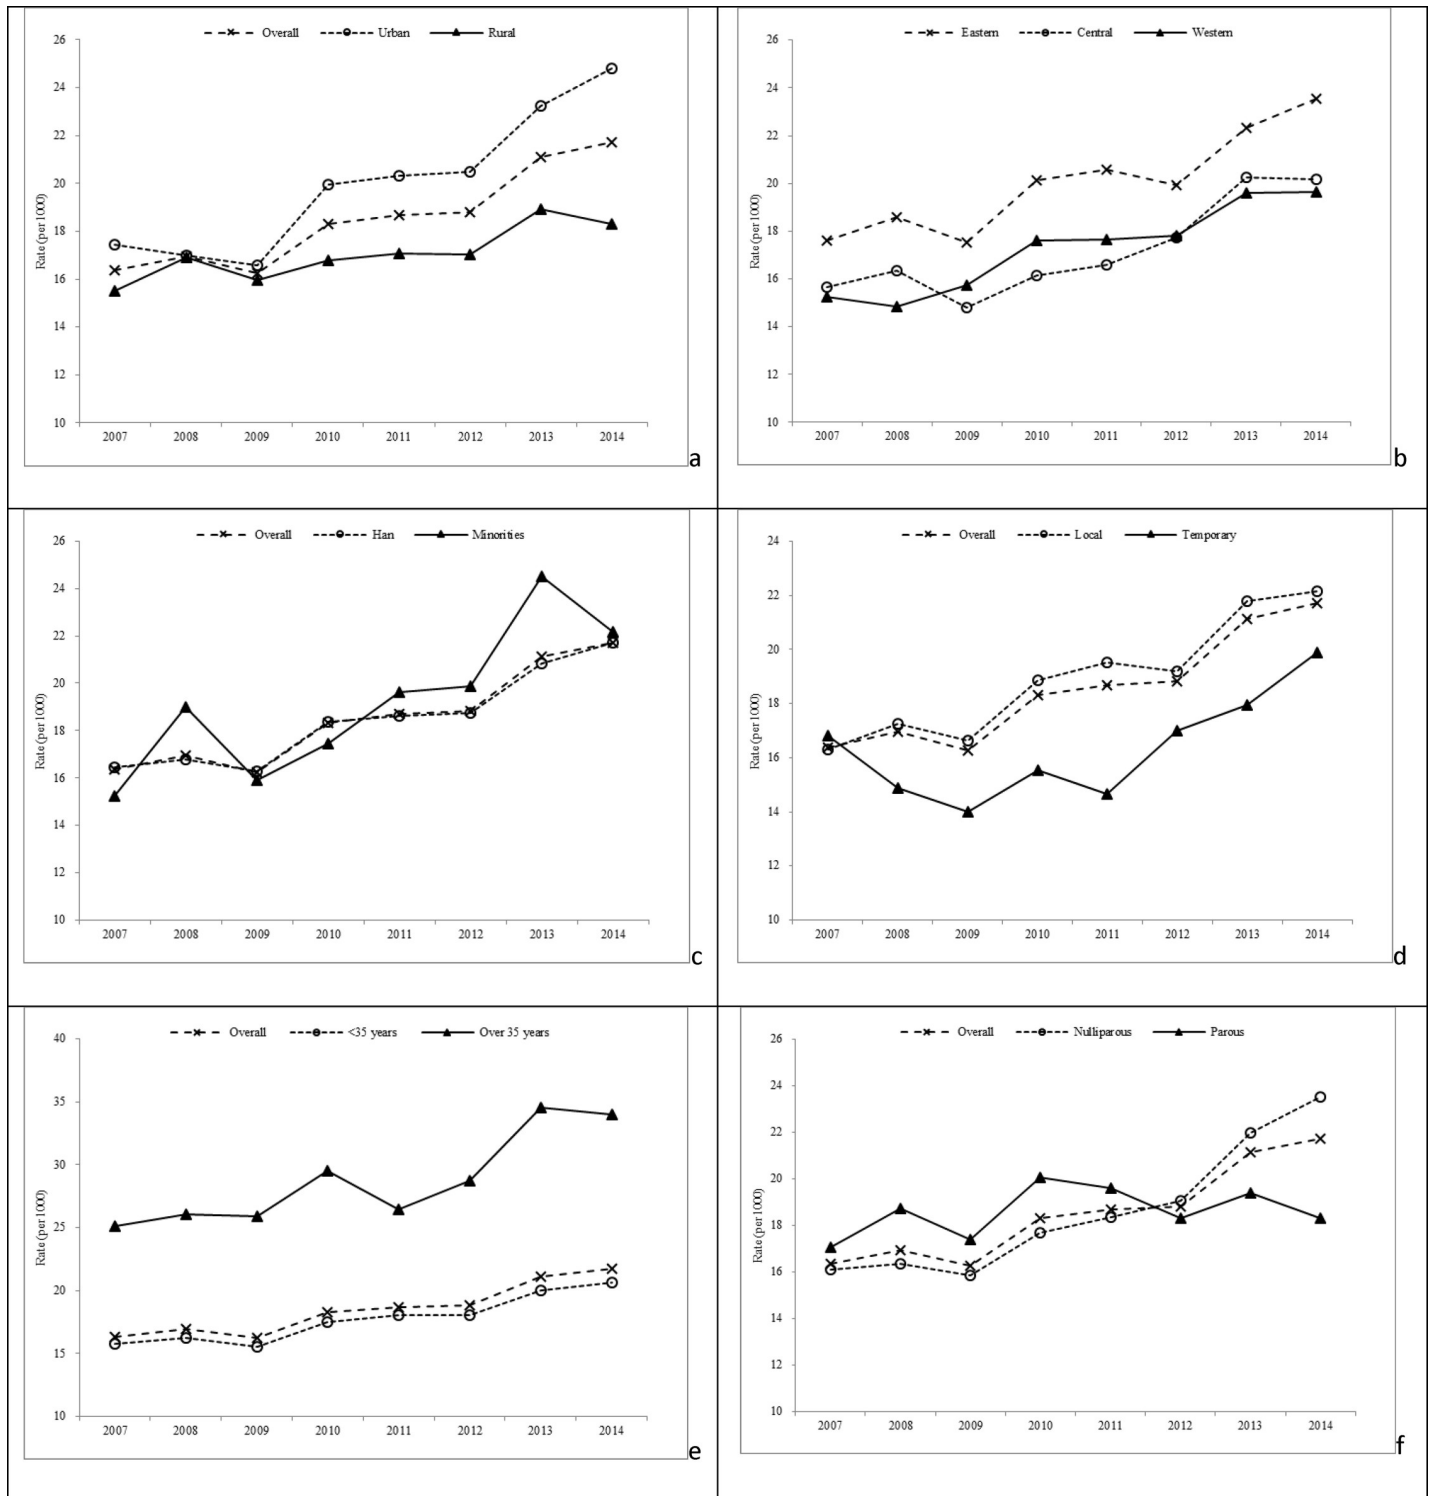 Overall Urban Rural
26
24
22
20
18
16
14
12
10
Rate (per 1000)
2007 2008 2009 2010 2011 2012 2013 2014
a
Eastern Central Western
26
24
22
20
18
16
14
12
10
Rate (per 1000)
2007 2008 2009 2010 2011 2012 2013 2014
b
Overall Han Minorities
26
24
22
20
18
16
14
12
10
Rate (per 1000)
2007 2008 2009 2010 2011 2012 2013 2014
c
Overall Local Temporary
24
22
20
18
16
14
12
10
Rate (per 1000)
2007 2008 2009 2010 2011 2012 2013 2014
d
Overall <35 years Over 35 years
40
35
30
25
20
15
10
Rate (per 1000)
2007 2008 2009 2010 2011 2012 2013 2014
e
Overall Nulliparous Parous
26
24
22
20
18
16
14
12
10
Rate (per 1000)
2007 2008 2009 2010 2011 2012 2013 2014
f